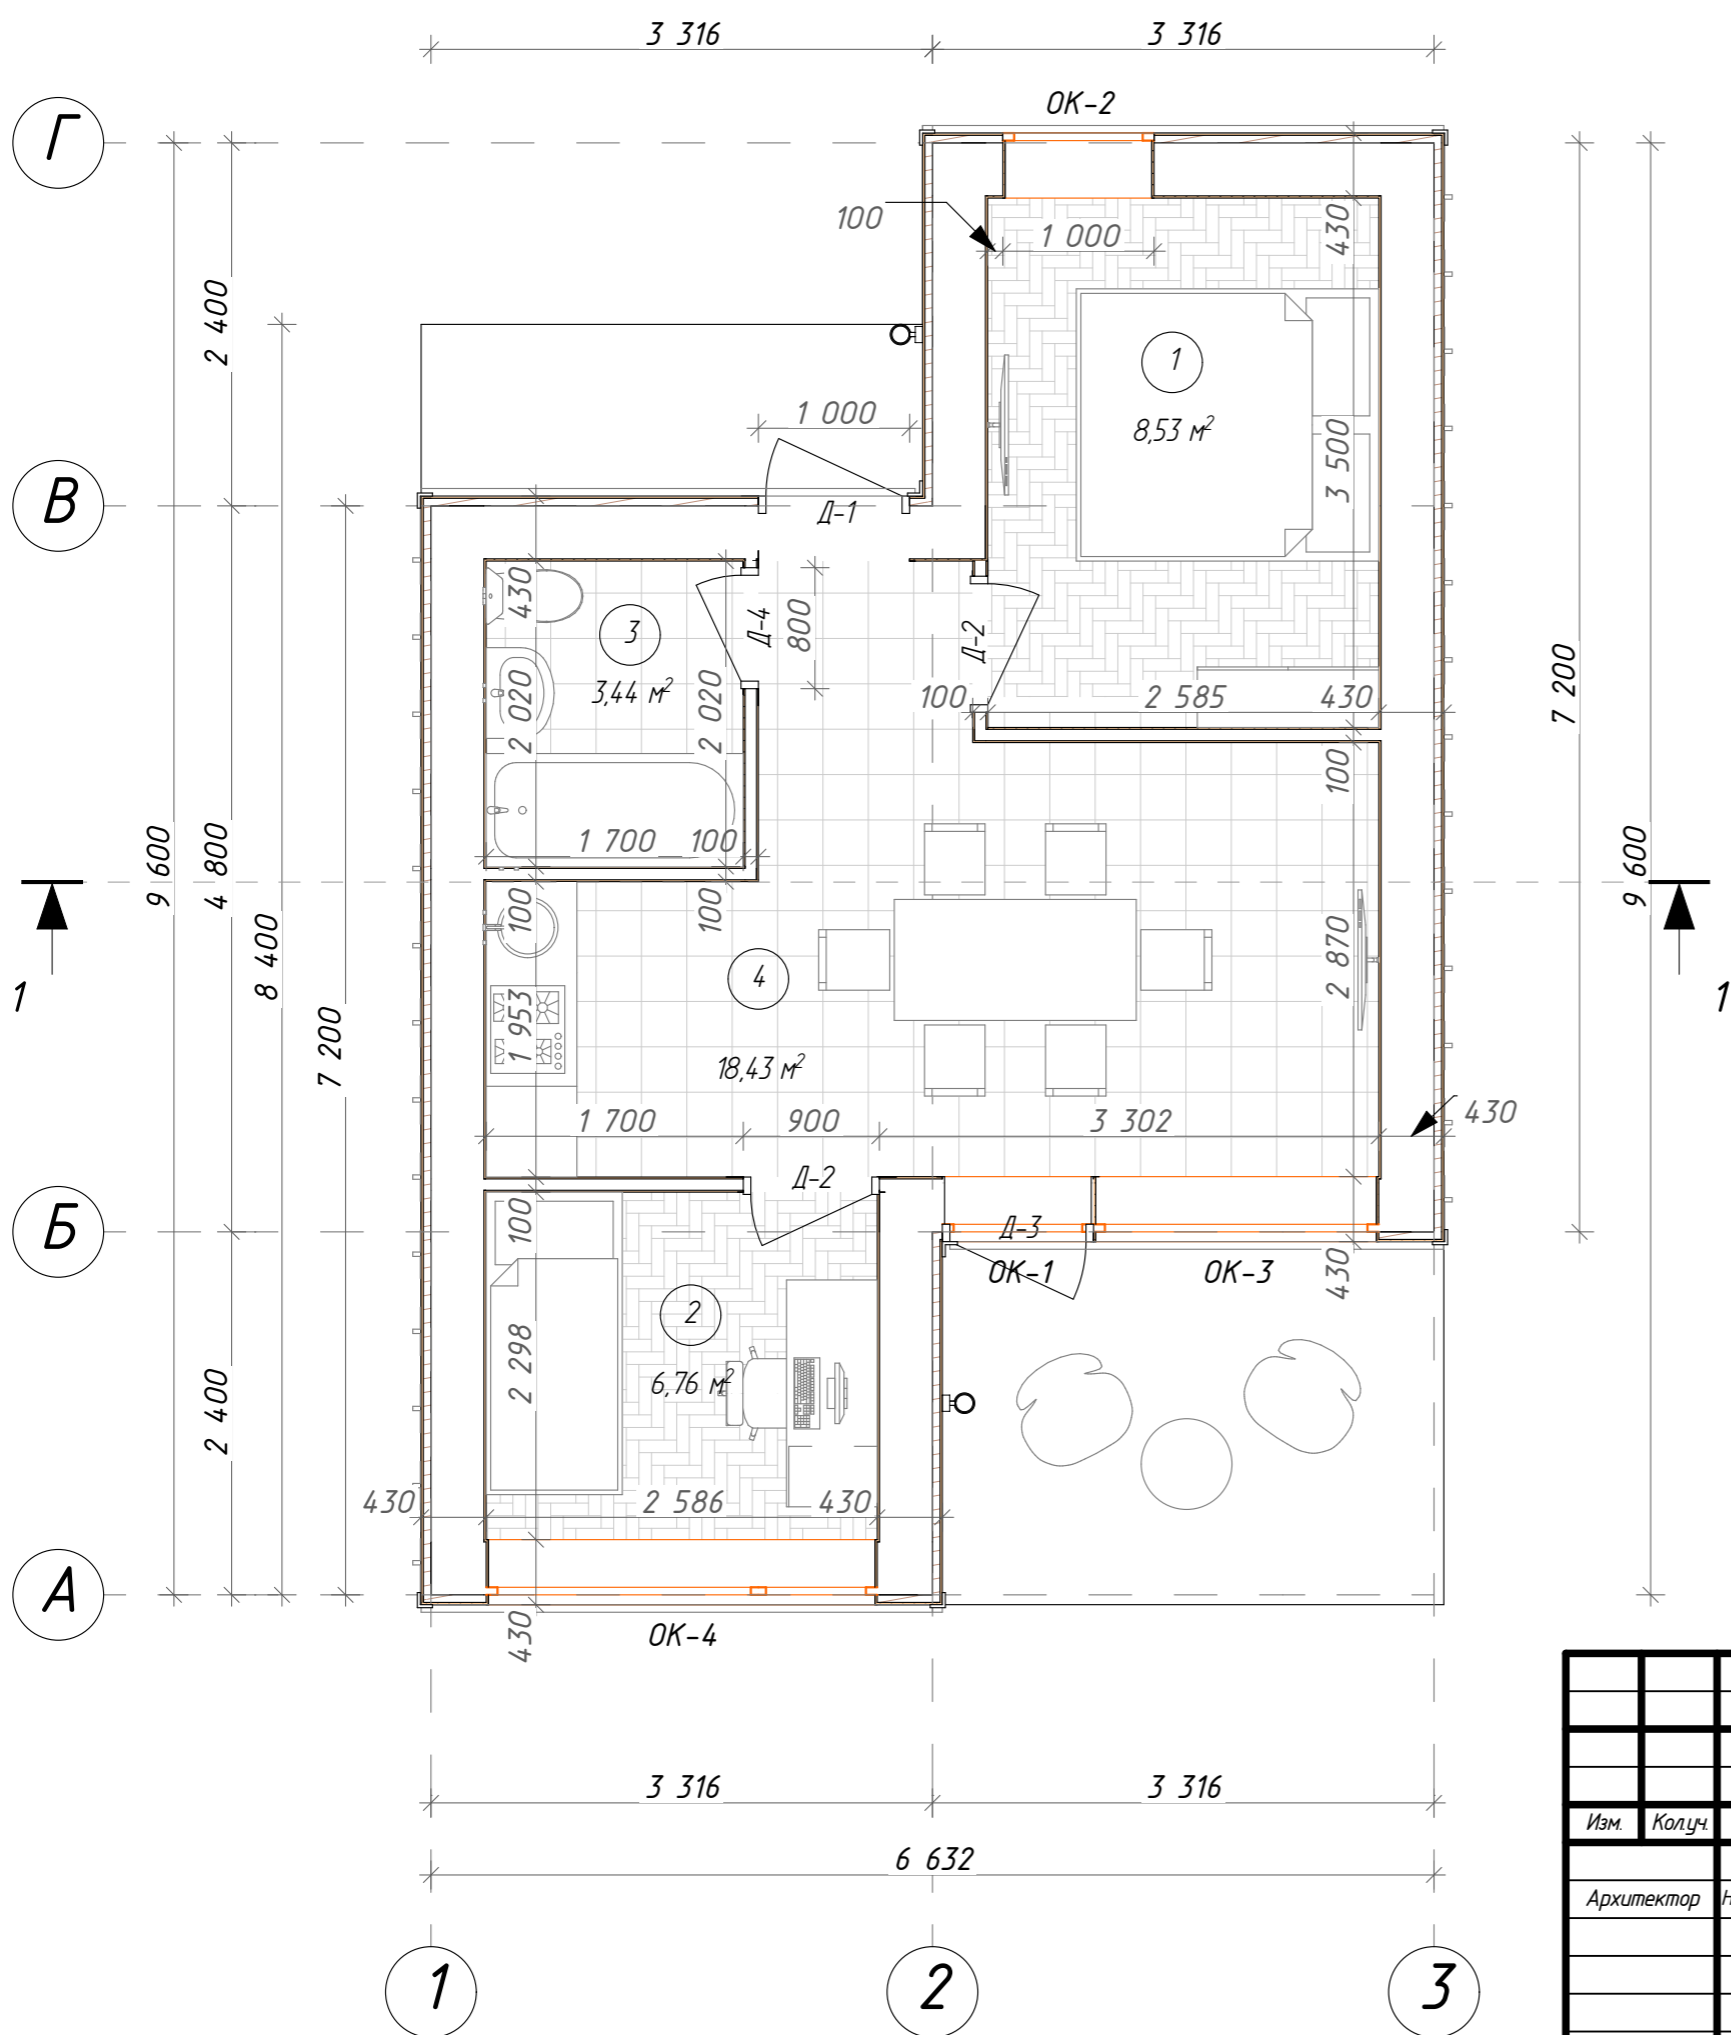 3 316
3 316
ОК-2
Г
100
1 000
430
2 400
1
8,53 м²
1 000
3 500
В
Д-1
430
3
Д-4
800
Д-2
3,44 м²
2 020
2 020
100
2 585
430
7 200
100
1 700
100
9 600
4 800
9 600
100
100
8 400
4
2 870
1
1
1 953
7 200
18,43 м²
1 700
900
3 302
430
Д-2
100
Б
Д-3
ОК-1
ОК-3
430
2
2 298
6,76 м²
2 400
430
2 586
430
А
430
ОК-4
3 316
3 316
Изм.
Кол.уч.
6 632
Архитектор
Н
1
2
3